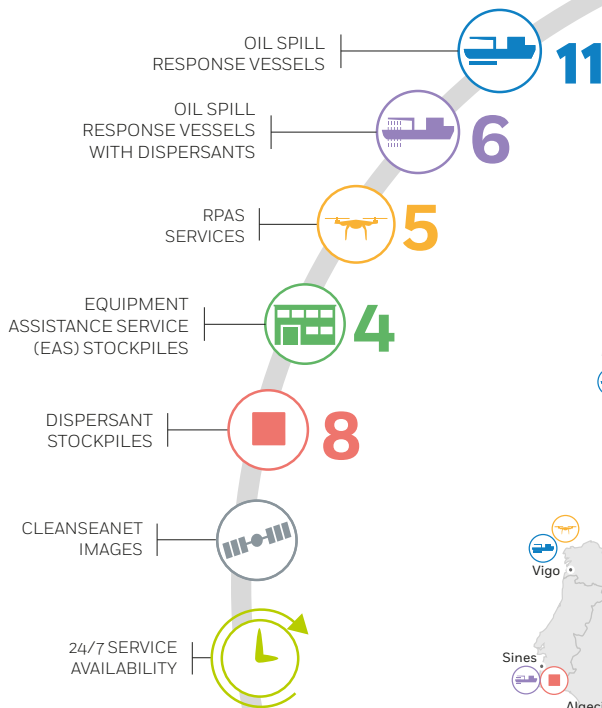 OIL SPILL
RESPONSE VESSELS
11
OIL SPILL
RESPONSE VESSELS
WITH DISPERSANTS
6
RPAS
SERVICES
5
EQUIPMENT
ASSISTANCE SERVICE
(EAS) STOCKPILES
4
DISPERSANT
STOCKPILES
8
CLEANSEANET
IMAGES
24/7 SERVICE
AVAILABILITY
Vigo
Sines
Algeci